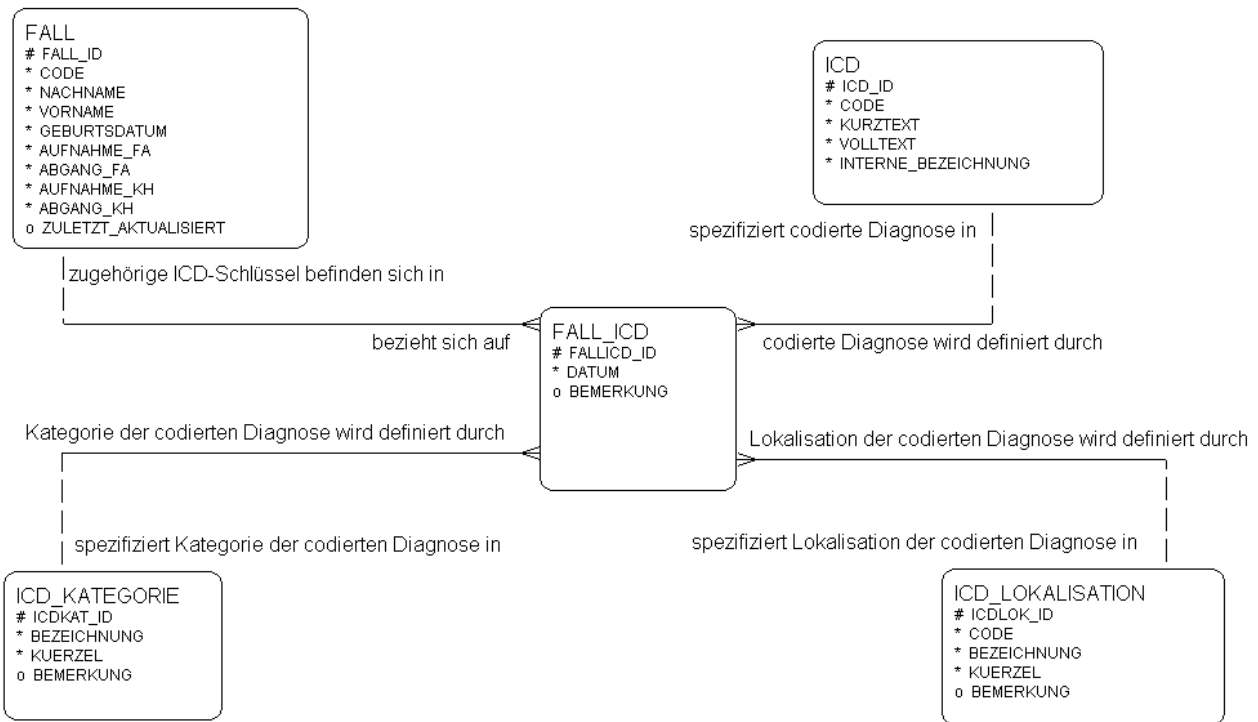 FALL
# FALL_ID
* CODE
* NACHNAME
* VORNAME
* GEBURTSDATUM
* AUFNAHME_FA
* ABGANG_FA
* AUFNAHME_KH
* ABGANG_KH
o ZULETZT_AKTUALISIERT
ICD
# ICD_ID
* CODE
* KURZTEXT
* VOLLTEXT
* INTERNE_BEZEICHNUNG
spezifiziert codierte Diagnose in
zugehörige ICD-Schlüssel befinden sich in
bezieht sich auf
FALL_ICD
# FALLICD_ID
* DATUM
o BEMERKUNG
codierte Diagnose wird definiert durch
Kategorie der codierten Diagnose wird definiert durch
Lokalisation der codierten Diagnose wird definiert durch
spezifiziert Kategorie der codierten Diagnose in
spezifiziert Lokalisation der codierten Diagnose in
ICD_KATEGORIE
# ICDKAT_ID
* BEZEICHNUNG
* KUERZEL
o BEMERKUNG
ICD_LOKALISATION
# ICDLOK_ID
* CODE
* BEZEICHNUNG
* KUERZEL
o BEMERKUNG